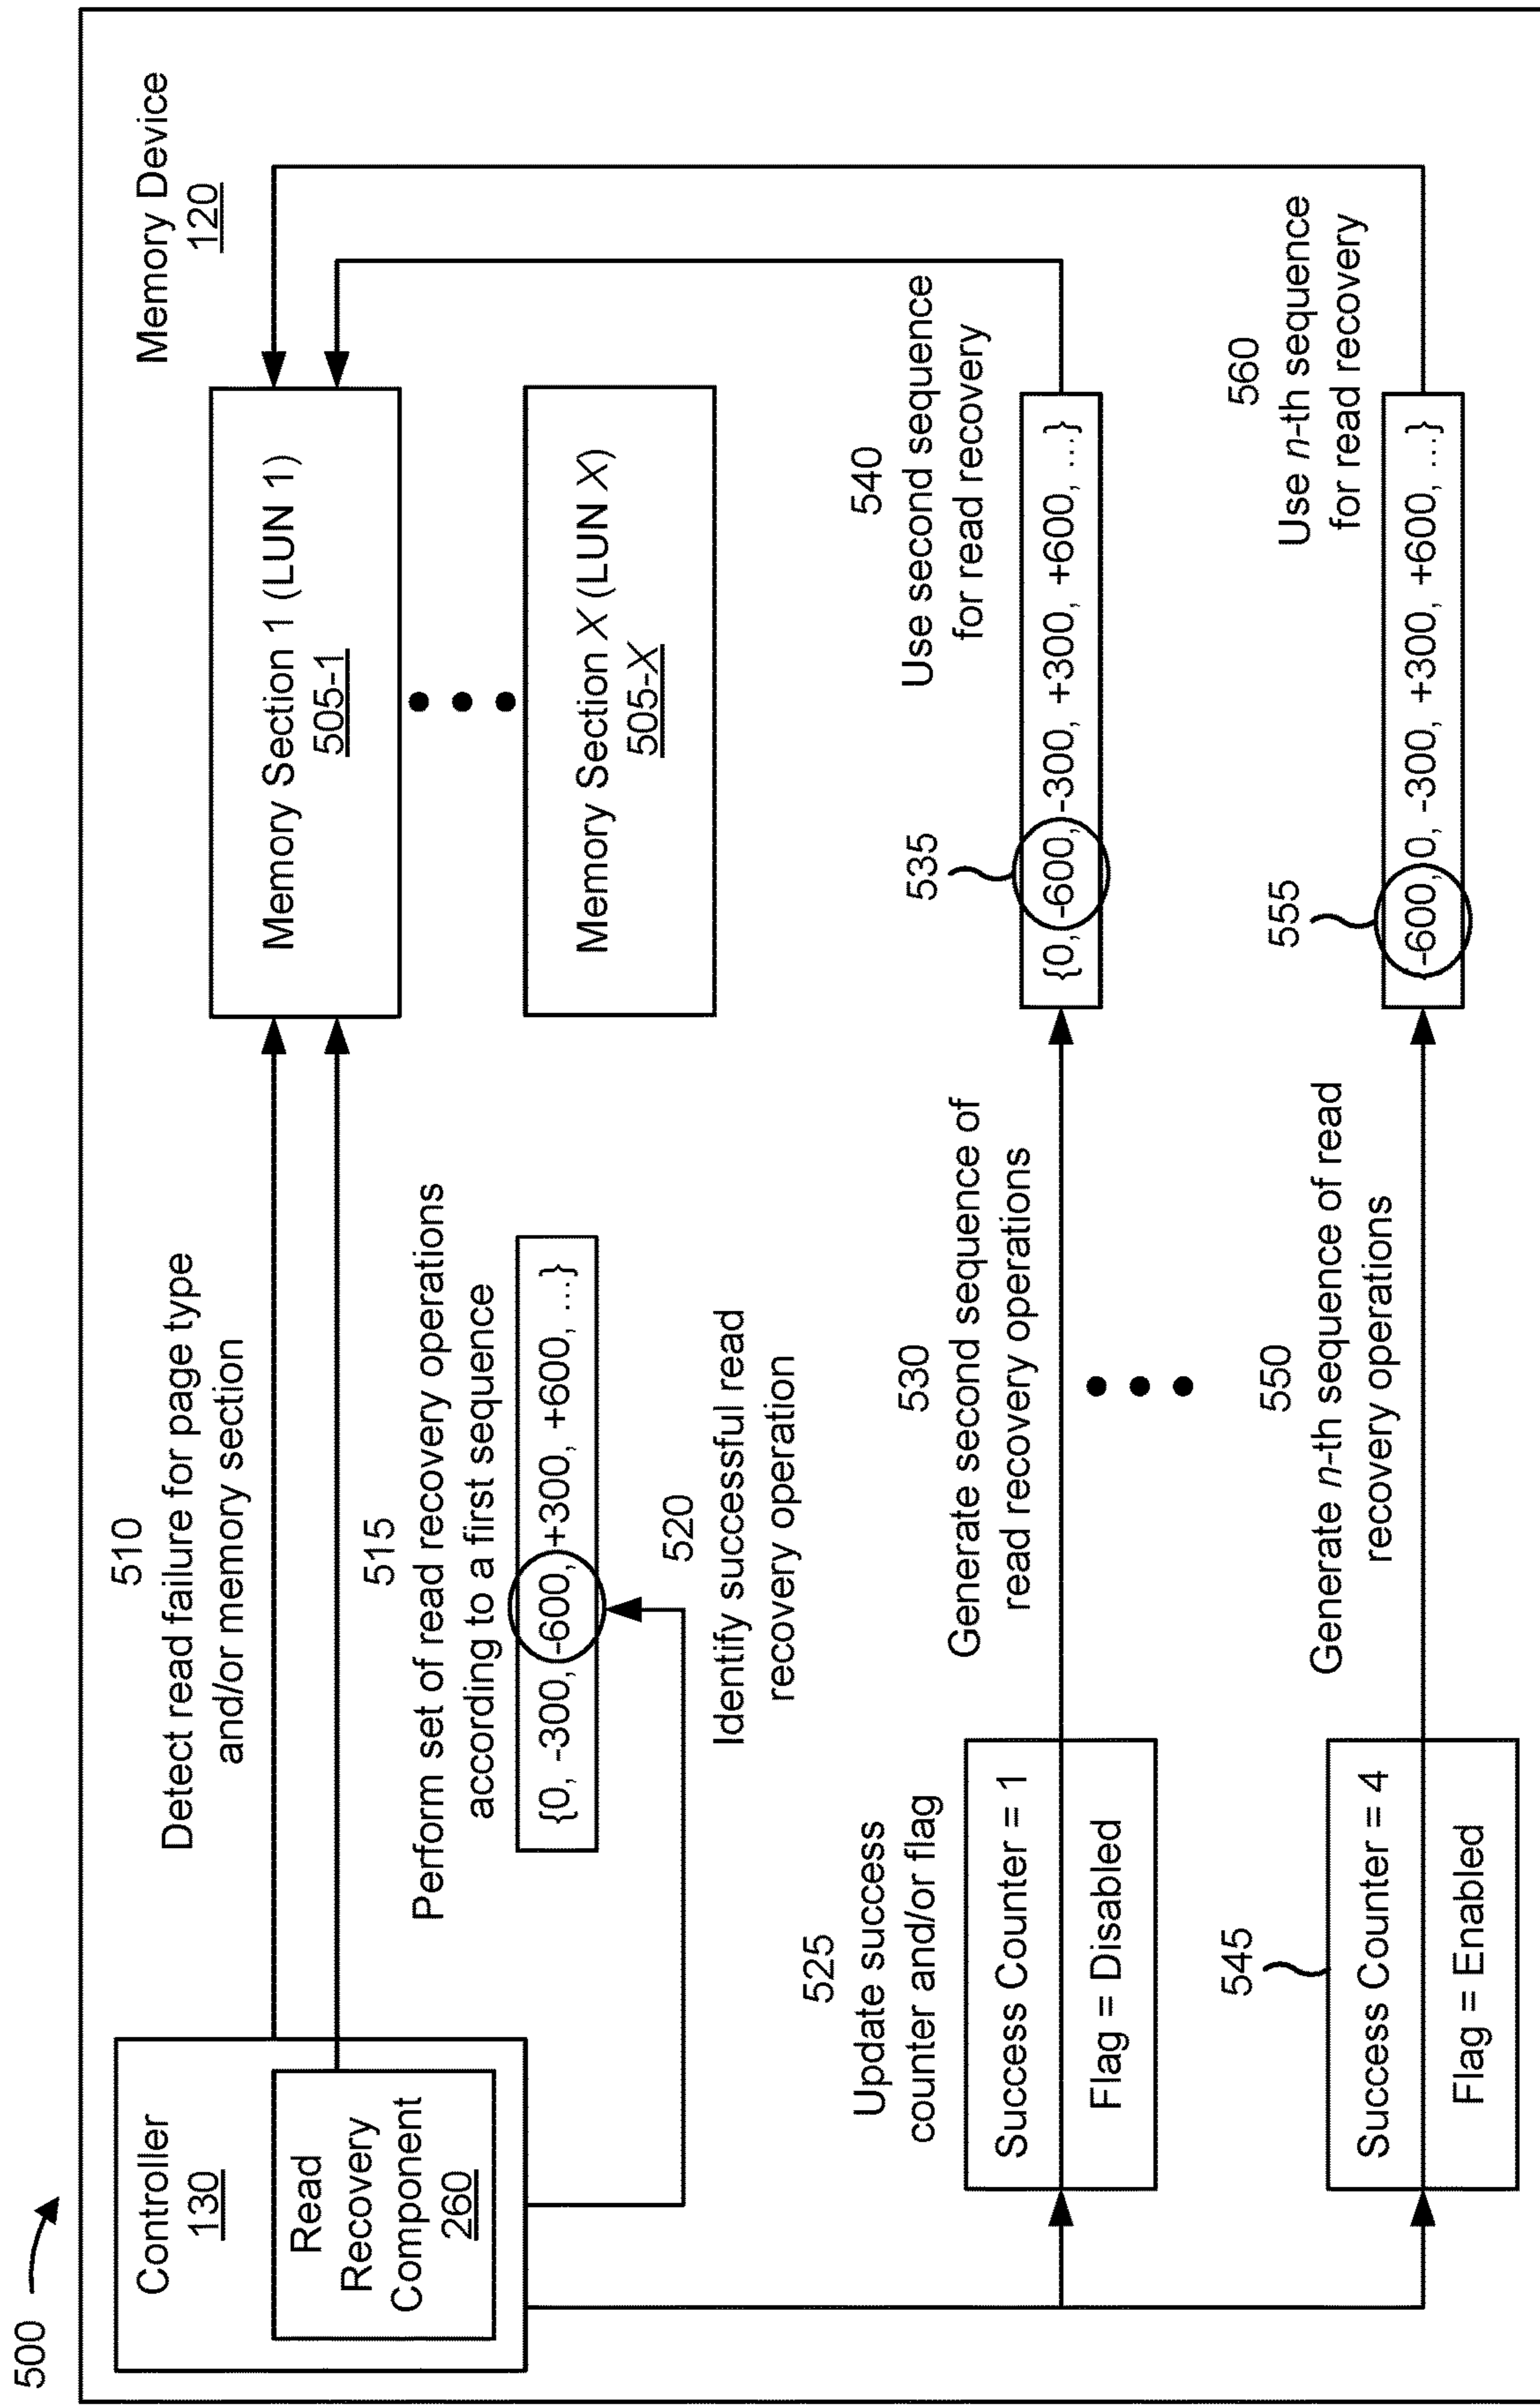 500
Memory Device
120
Controller
130
Read
Recovery
Component
260
510
Detect read failure for page type
and/or memory section
Memory Section 1 (LUN 1)
505-1
515
Perform set of read recovery operations
according to a first sequence
{0, -300, -600, +300, +600, ...}
520
Identify successful read
recovery operation
Memory Section X (LUN X)
505-X
525
Update success
counter and/or flag
Success Counter = 1
Flag = Disabled
530
Generate second sequence of
read recovery operations
535
{0, -600, -300, +300, +600, ...}
540
Use second sequence
for read recovery
545
Success Counter = 4
Flag = Enabled
550
Generate n-th sequence of read
recovery operations
555
-600, 0, -300, +300, +600, ...}
560
Use n-th sequence
for read recovery